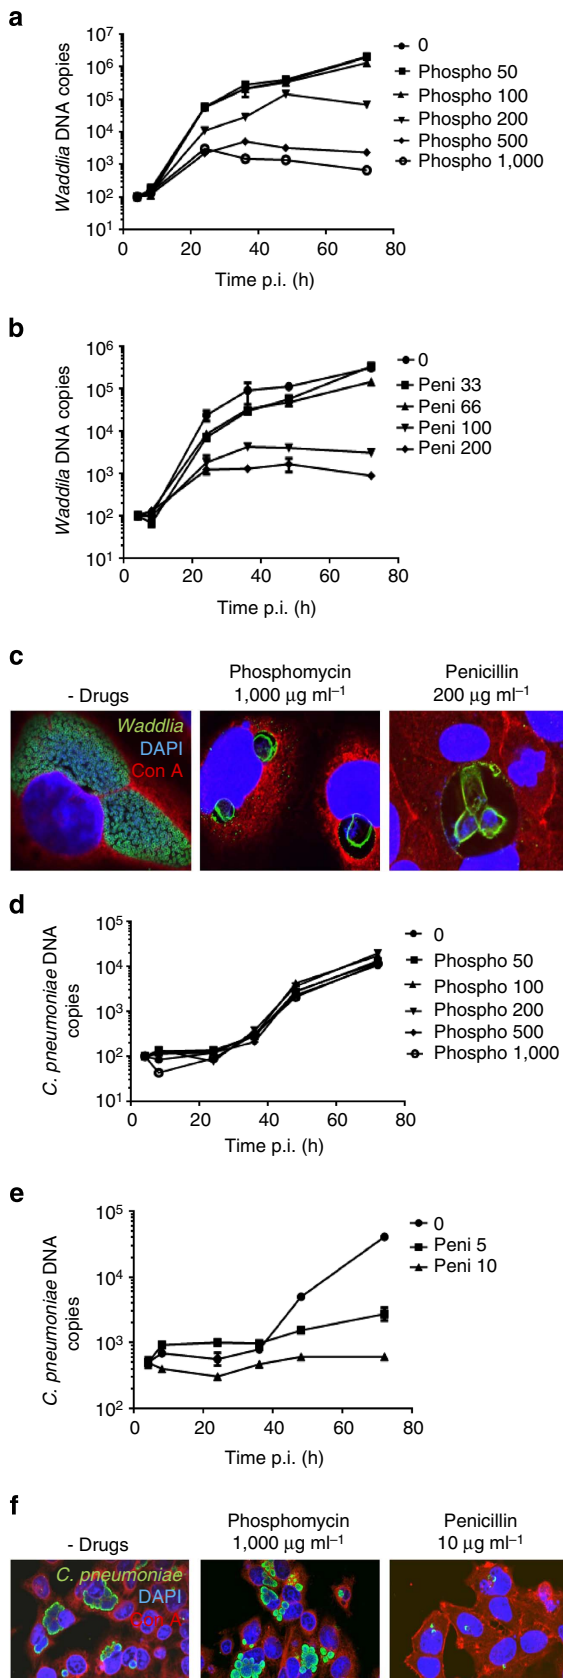 a
10⁷
10⁶
10⁵
10⁴
10³
10²
10¹
Waddlia DNA copies
0 20 40 60 80
Time p.i. (h)
0
Phospho 50
Phospho 100
Phospho 200
Phospho 500
Phospho 1,000
b
10⁶
10⁵
10⁴
10³
10²
10¹
Waddlia DNA copies
0 20 40 60 80
Time p.i. (h)
0
Peni 33
Peni 66
Peni 100
Peni 200
c
- Drugs
Phosphomycin
1,000 μg ml⁻¹
Penicillin
200 μg ml⁻¹
Waddlia
DAPI
Con A
d
10⁵
10⁴
10³
10²
10¹
C. pneumoniae DNA
copies
0 20 40 60 80
Time p.i. (h)
0
Phospho 50
Phospho 100
Phospho 200
Phospho 500
Phospho 1,000
e
10⁵
10⁴
10³
10²
C. pneumoniae DNA
copies
0 20 40 60 80
Time p.i. (h)
0
Peni 5
Peni 10
f
- Drugs
Phosphomycin
1,000 μg ml⁻¹
Penicillin
10 μg ml⁻¹
C. pneumoniae
DAPI
Con A